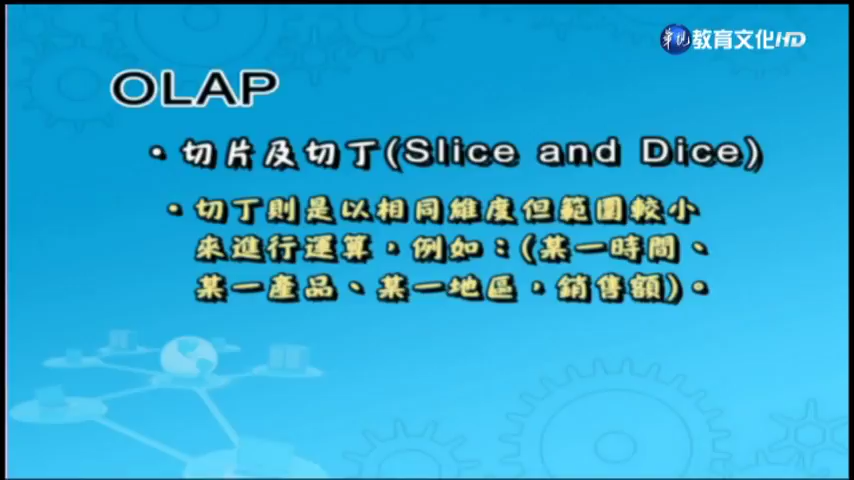 華視 教育文化HD
OLAP
・切片及切丁(Slice and Dice)
・切丁則是以相同維度但範圍較小
來進行運算，例如：(某一時間、
某一產品、某一地區，銷售額)。